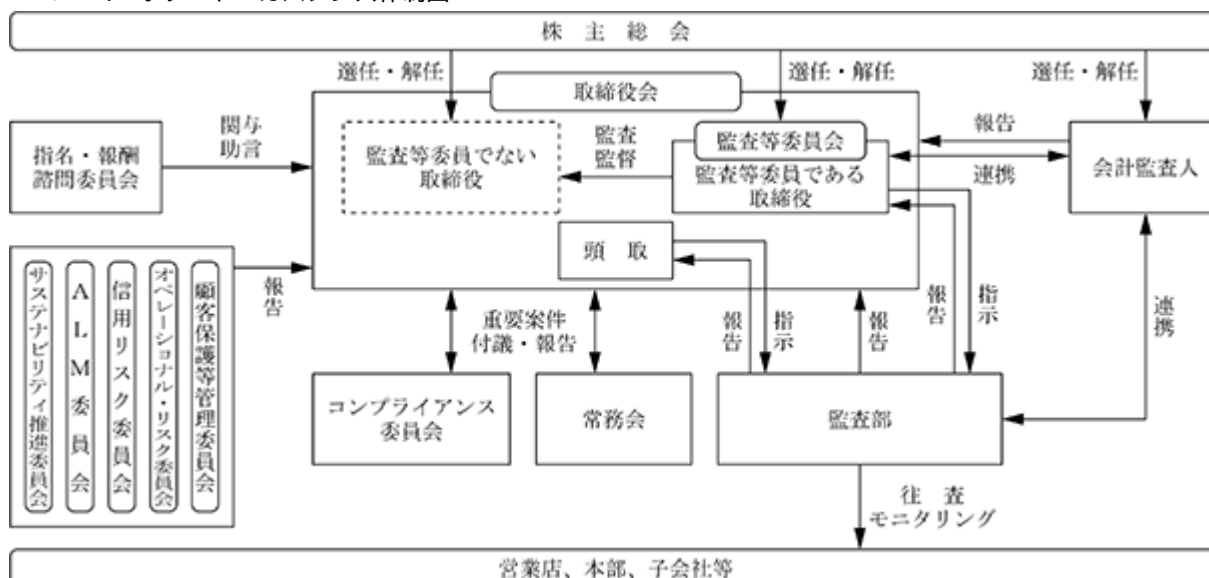 株主総会
選任・解任
選任・解任
選任・解任
取締役会
指名・報酬
諮問委員会
関与
助言
監査等委員でない
取締役
監査
監督
監査等委員会
監査等委員である
取締役
報告
連携
会計監査人
頭取
サステナビリティ推進委員会
ALM委員会
信用リスク委員会
オペレーショナル・リスク委員会
顧客保護等管理委員会
報告
重要案件
付議・報告
報告
指示
報告
報告
指示
連携
コンプライアンス
委員会
常務会
監査部
往査
モニタリング
営業店、本部、子会社等